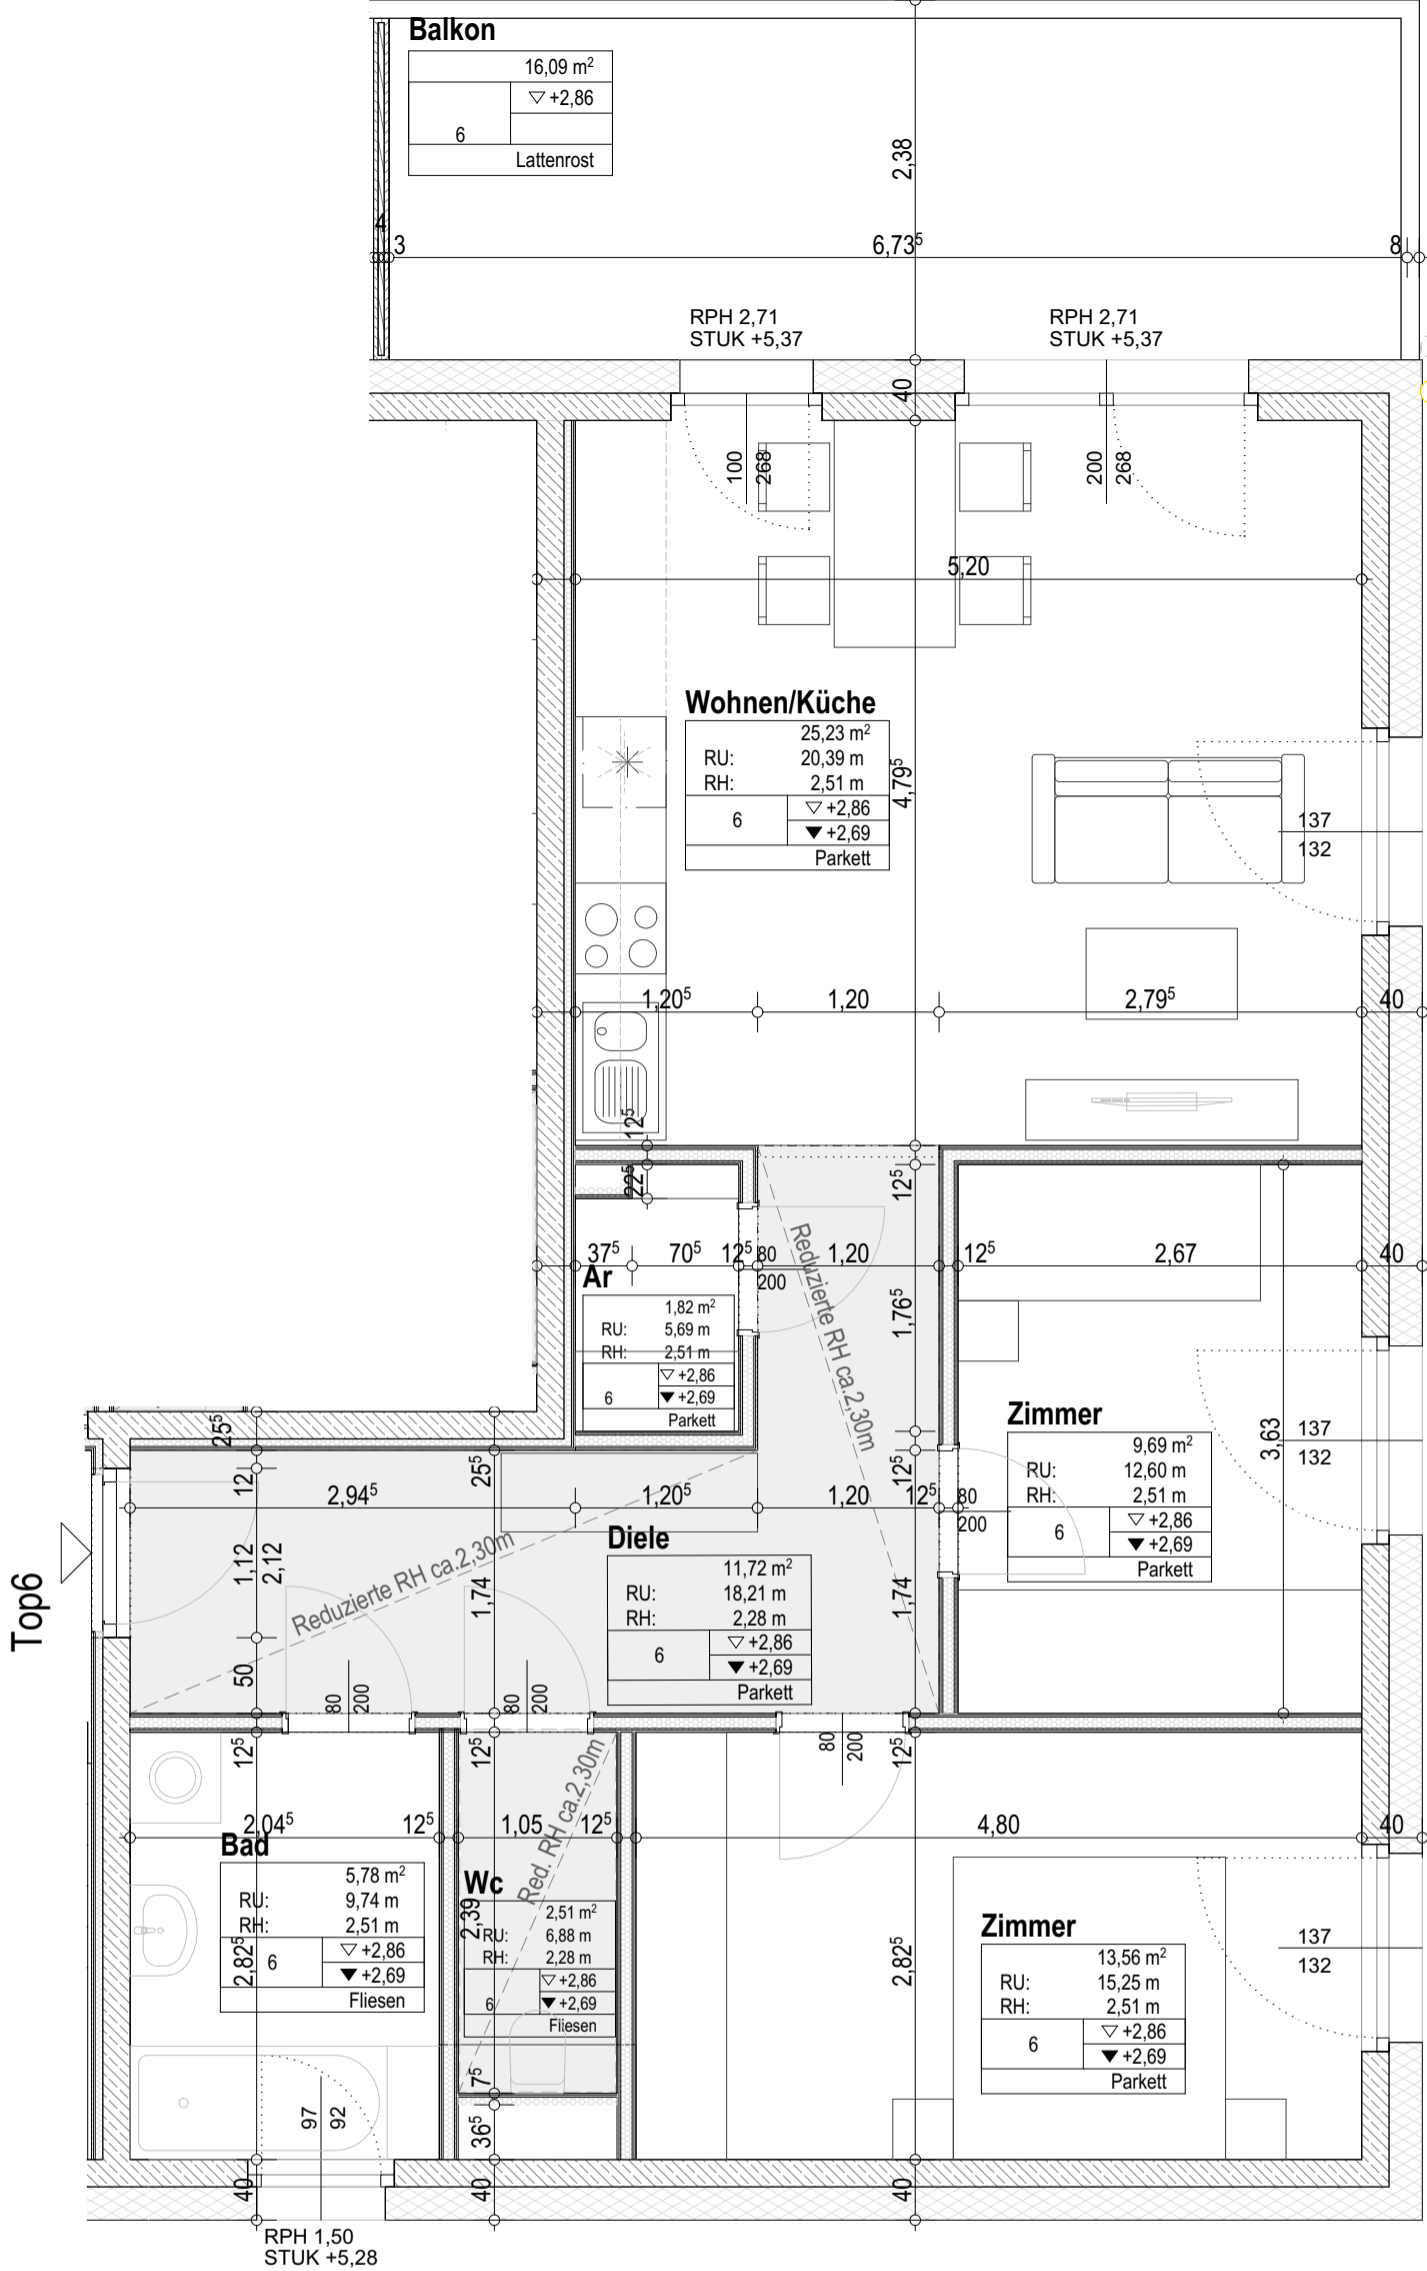 Balkon
16,09 m²
▽ +2,86
6
Lattenrost
2,38
4
3
6,73⁵
8
RPH 2,71
STUK +5,37
RPH 2,71
STUK +5,37
40
100
268
200
268
5,20
Wohnen/Küche
25,23 m²
RU: 20,39 m
RH: 2,51 m
6
▽ +2,86
▼ +2,69
Parkett
4,79⁵
137
132
1,20⁵
1,20
2,79⁵
40
12⁵
22⁵
12⁵
37⁵
70⁵
12⁵
80
200
1,20
12⁵
2,67
40
Ar
1,82 m²
RU: 5,69 m
RH: 2,51 m
6
▽ +2,86
▼ +2,69
Parkett
Reduzierte RH ca.2,30m
1,76⁵
Zimmer
9,69 m²
RU: 12,60 m
RH: 2,51 m
6
▽ +2,86
▼ +2,69
Parkett
3,63
137
132
25⁵
12
25⁵
12⁵
2,94⁵
1,20⁵
1,20
12⁵
80
200
Top6
1,12
2,12
Reduzierte RH ca.2,30m
1,74
Diele
11,72 m²
RU: 18,21 m
RH: 2,28 m
6
▽ +2,86
▼ +2,69
Parkett
1,74
50
80
200
80
200
80
200
12⁵
12⁵
12⁵
2,04⁵
12⁵
1,05
12⁵
4,80
40
Red. RH ca.2,30m
Bad
5,78 m²
RU: 9,74 m
RH: 2,51 m
6
▽ +2,86
▼ +2,69
Fliesen
2,82⁵
Wc
2,51 m²
RU: 6,88 m
RH: 2,28 m
6
▽ +2,86
▼ +2,69
Fliesen
2,39
2,82⁵
Zimmer
13,56 m²
RU: 15,25 m
RH: 2,51 m
6
▽ +2,86
▼ +2,69
Parkett
137
132
7⁵
97
92
36⁵
40
40
40
RPH 1,50
STUK +5,28